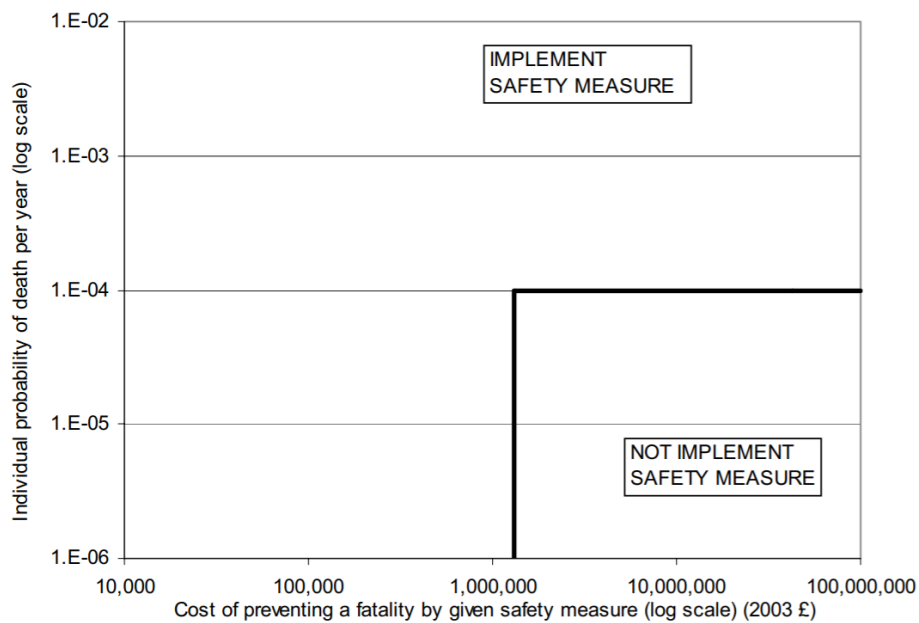 1.E-02
IMPLEMENT
SAFETY MEASURE
1.E-03
1.E-04
1.E-05
NOT IMPLEMENT
SAFETY MEASURE
1.E-06
Individual probability of death per year (log scale)
10,000 100,000 1,000,000 10,000,000 100,000,000
Cost of preventing a fatality by given safety measure (log scale) (2003 £)